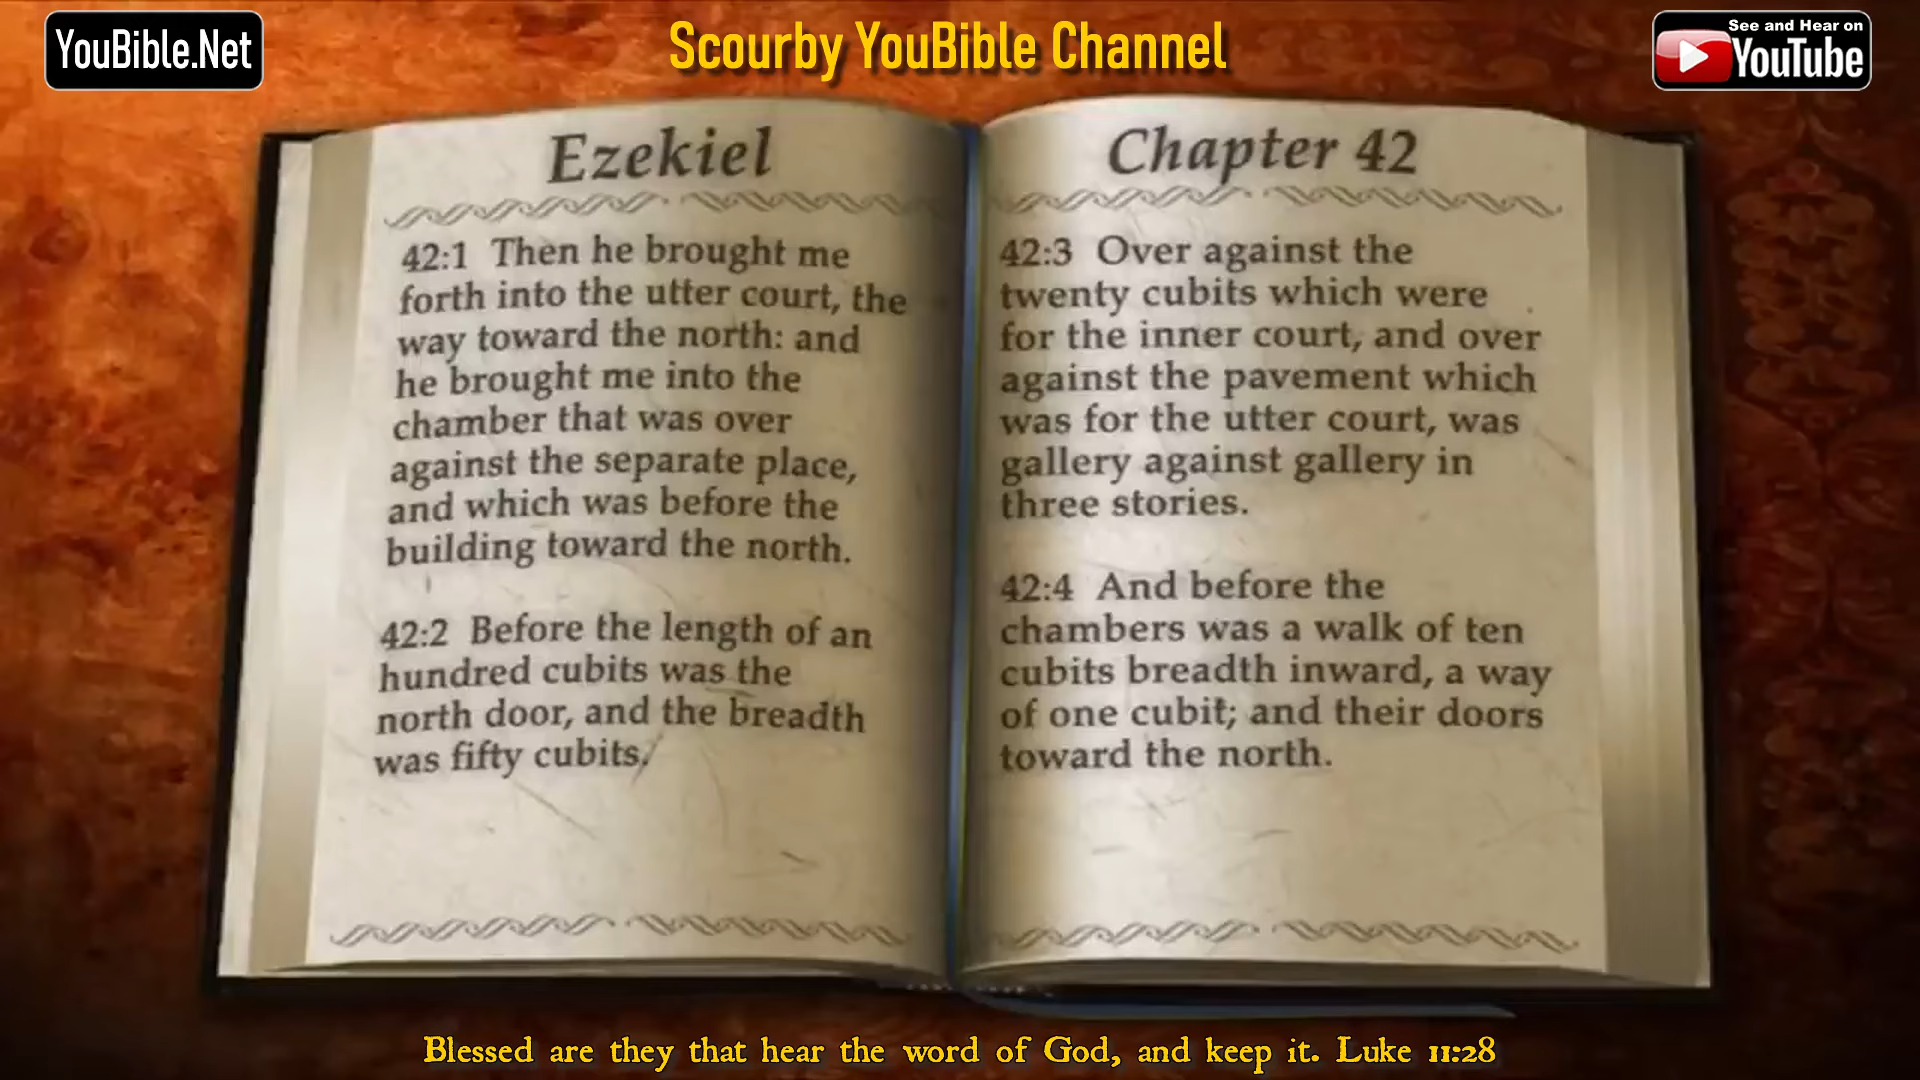 YouBible.Net
Scourby YouBible Channel
See and Hear on
YouTube
Ezekiel
42:1 Then he brought me
forth into the utter court, the
way toward the north: and
he brought me into the
chamber that was over
against the separate place,
and which was before the
building toward the north.
42:2 Before the length of an
hundred cubits was the
north door, and the breadth
was fifty cubits.
Chapter 42
42:3 Over against the
twenty cubits which were
for the inner court, and over
against the pavement which
was for the utter court, was
gallery against gallery in
three stories.
42:4 And before the
chambers was a walk of ten
cubits breadth inward, a way
of one cubit; and their doors
toward the north.
Blessed are they that hear the word of God, and keep it. Luke 11:28